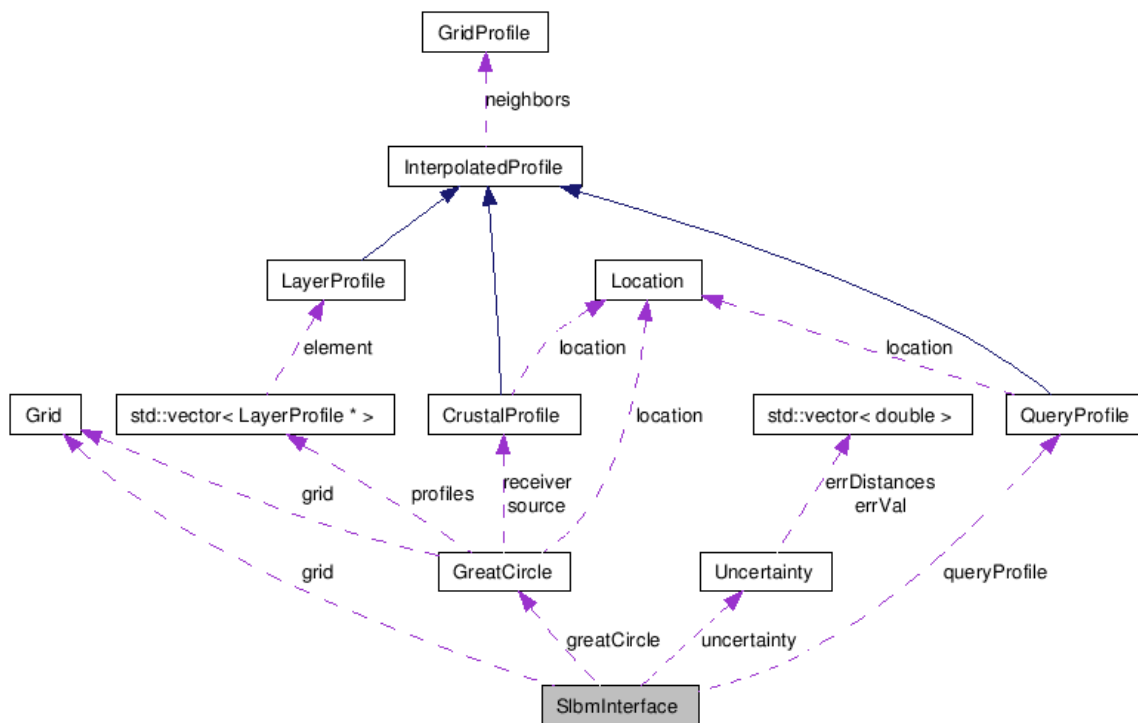 GridProfile
neighbors
InterpolatedProfile
LayerProfile
Location
element
location
location
Grid
std::vector< LayerProfile * >
CrustalProfile
location
std::vector< double >
QueryProfile
grid
profiles
receiver
source
errDistances
errVal
grid
GreatCircle
Uncertainty
queryProfile
greatCircle
uncertainty
SlbmInterface